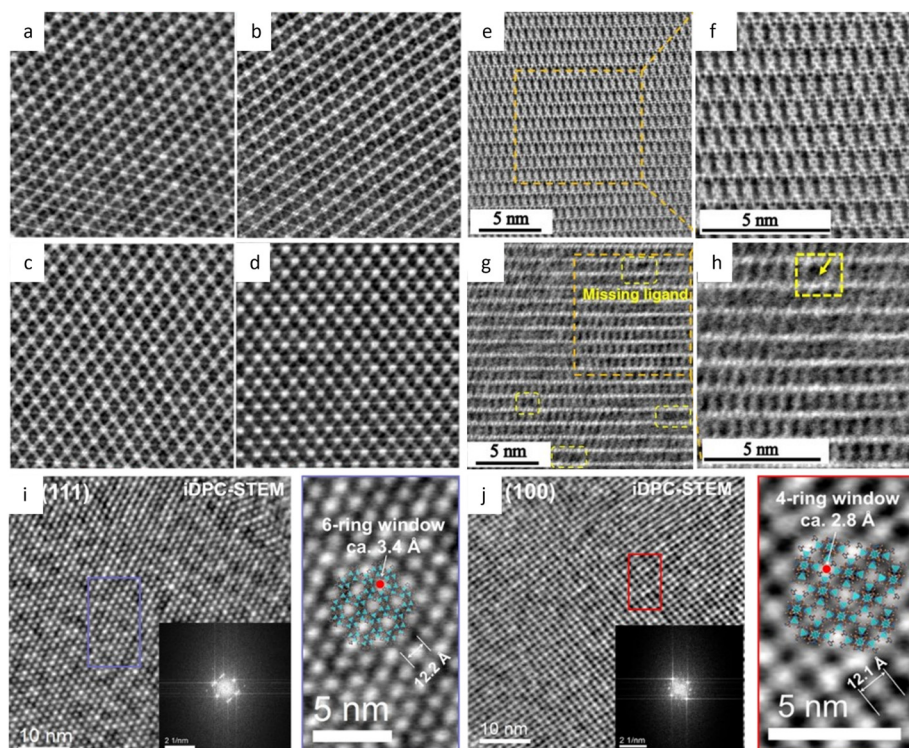 a
b
e
f
5 nm
5 nm
c
d
g
h
Missing ligand
5 nm
5 nm
i
(111)
iDPC-STEM
10 nm
2 1/nm
6-ring window
ca. 3.4 Å
12.2 Å
5 nm
j
(100)
iDPC-STEM
10 nm
2 1/nm
4-ring window
ca. 2.8 Å
12.1 Å
5 nm